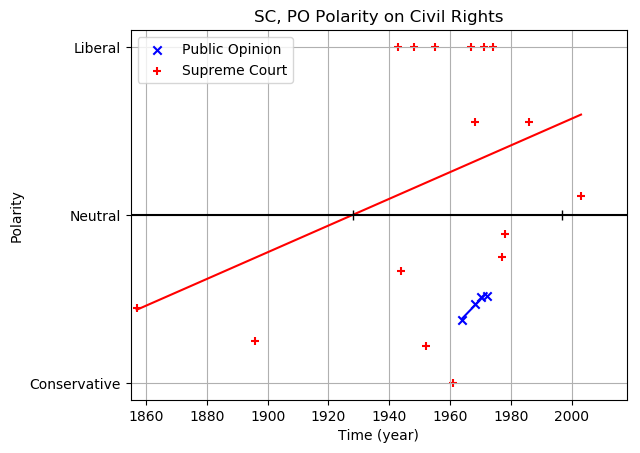 SC, PO Polarity on Civil Rights
Liberal
Public Opinion
Supreme Court
Polarity
Neutral
Conservative
1860 1880 1900 1920 1940 1960 1980 2000
Time (year)